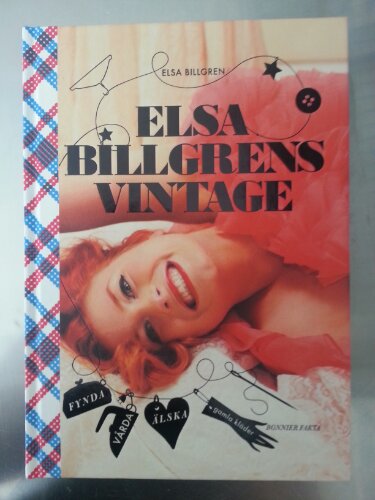 ELSA BILLGREN
ELSA
BILLGRENS
VINTAGE
FYNDA
VÅRDA
ÄLSKA
gamla kläder
BONNIER FAKTA